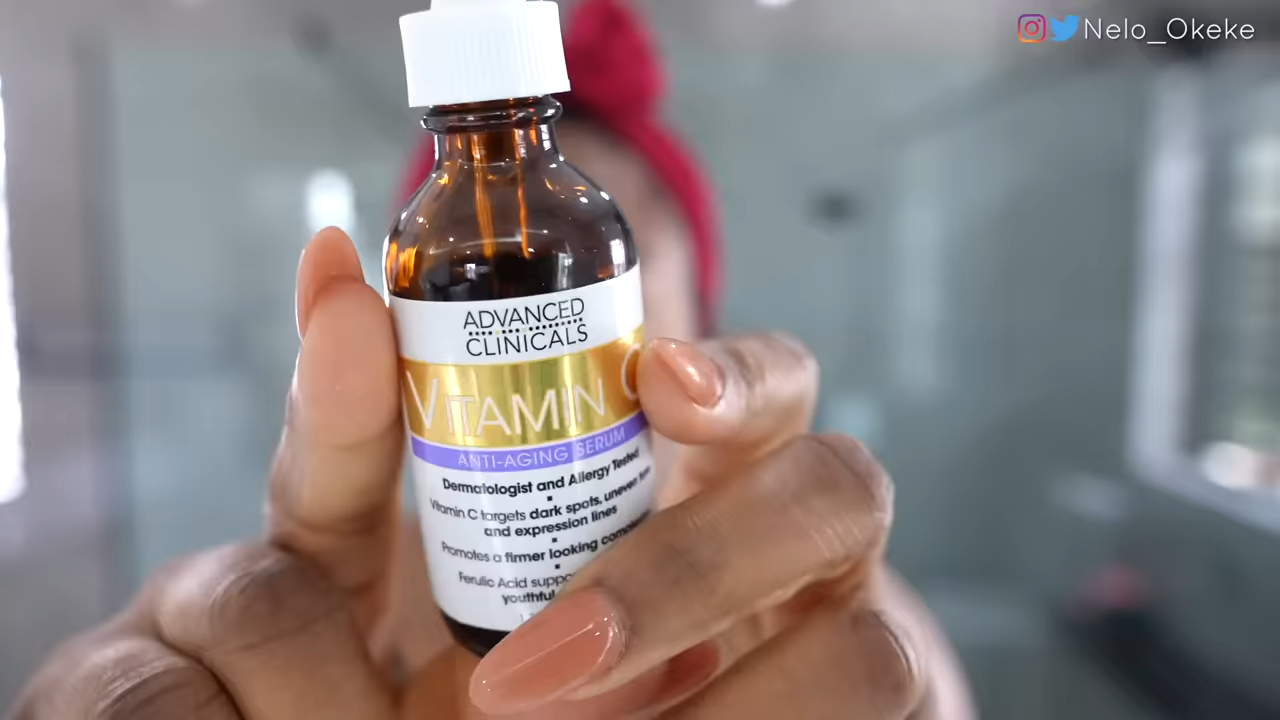 Nelo_Okeke
ADVANCED
CLINICALS
VITAMIN C
ANTI-AGING SERUM
Dermatologist and Allergy Tested
Vitamin C targets dark spots, uneven
and expression lines
Promotes a firmer looking
Ferulic Acid
youthful